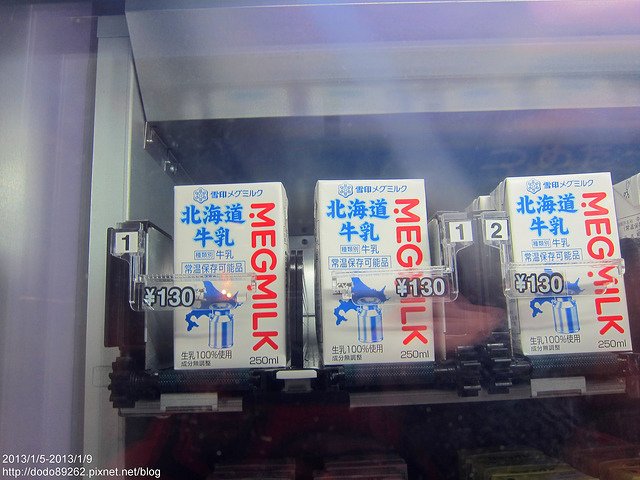 1
雪印メグミルク
北海道
牛乳
種類別 牛乳
常温保存可能品
¥130
MEGMILK
生乳100%使用
成分無調整
250ml
雪印メグミルク
北海道
牛乳
種類別 牛乳
常温保存可能品
¥130
MEGMILK
生乳100%使用
成分無調整
250ml
1
2
雪印メグミルク
北海道
牛乳
種類別 牛乳
常温保存可能品
¥130
MEGMILK
生乳100%使用
成分無調整
250ml
2013/1/5-2013/1/9
http://dodo89262.pixnet.net/blog